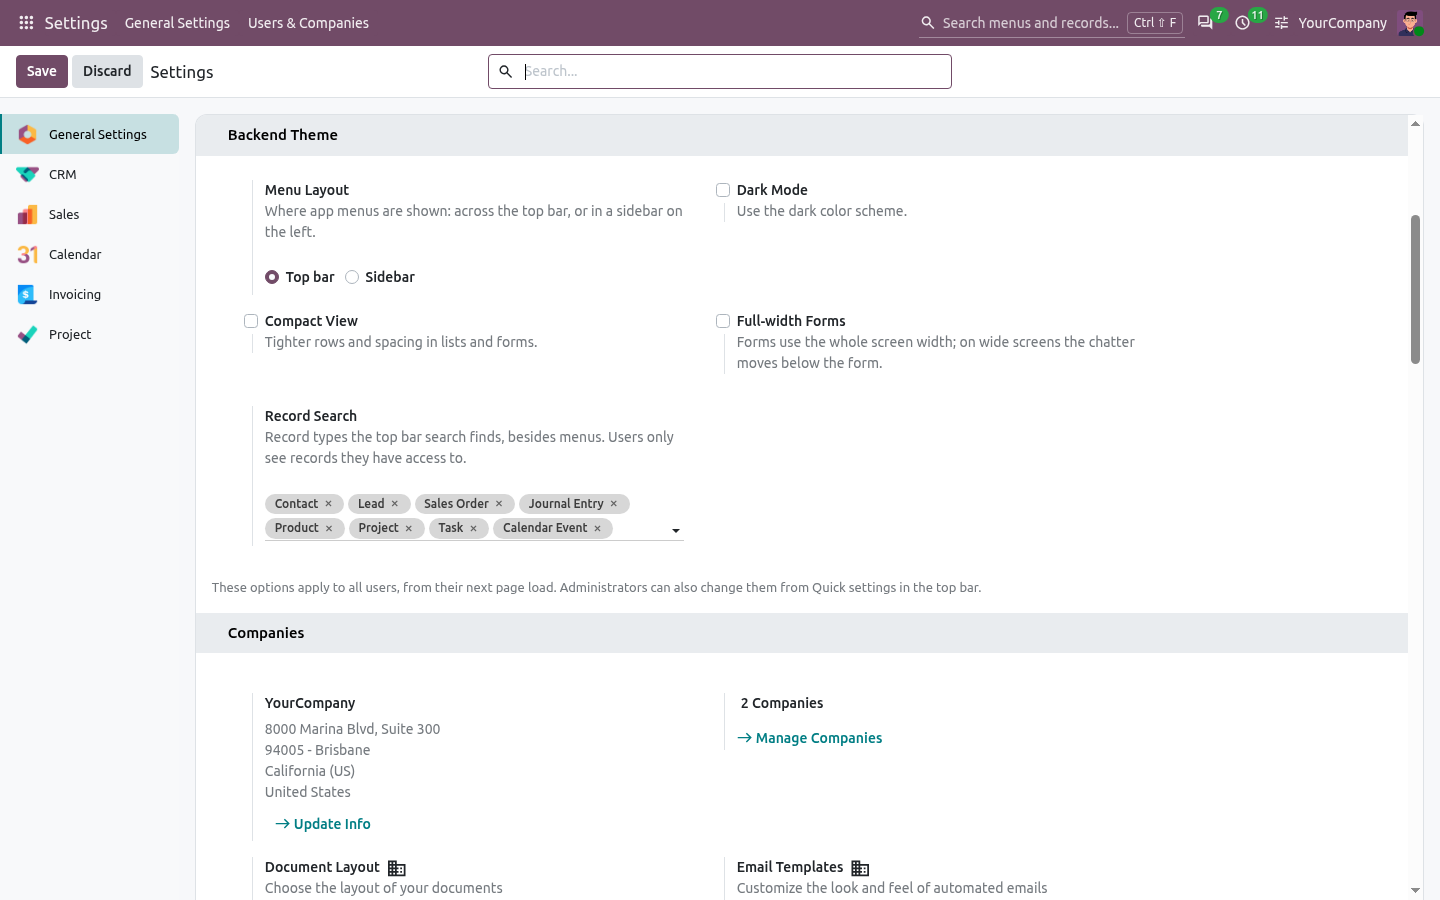 Settings General Settings Users & Companies Search menus and records... Ctrl ⇧ F 7 11 YourCompany
Save Discard Settings Search...
General Settings
CRM
Sales
31 Calendar
$ Invoicing
Project
Backend Theme
Menu Layout
Where app menus are shown: across the top bar, or in a sidebar on
the left.
Top bar Sidebar
Dark Mode
Use the dark color scheme.
Compact View
Tighter rows and spacing in lists and forms.
Full-width Forms
Forms use the whole screen width; on wide screens the chatter
moves below the form.
Record Search
Record types the top bar search finds, besides menus. Users only
see records they have access to.
Contact × Lead × Sales Order × Journal Entry ×
Product × Project × Task × Calendar Event ×
These options apply to all users, from their next page load. Administrators can also change them from Quick settings in the top bar.
Companies
YourCompany
8000 Marina Blvd, Suite 300
94005 - Brisbane
California (US)
United States
→ Update Info
2 Companies
→ Manage Companies
Document Layout
Choose the layout of your documents
Email Templates
Customize the look and feel of automated emails